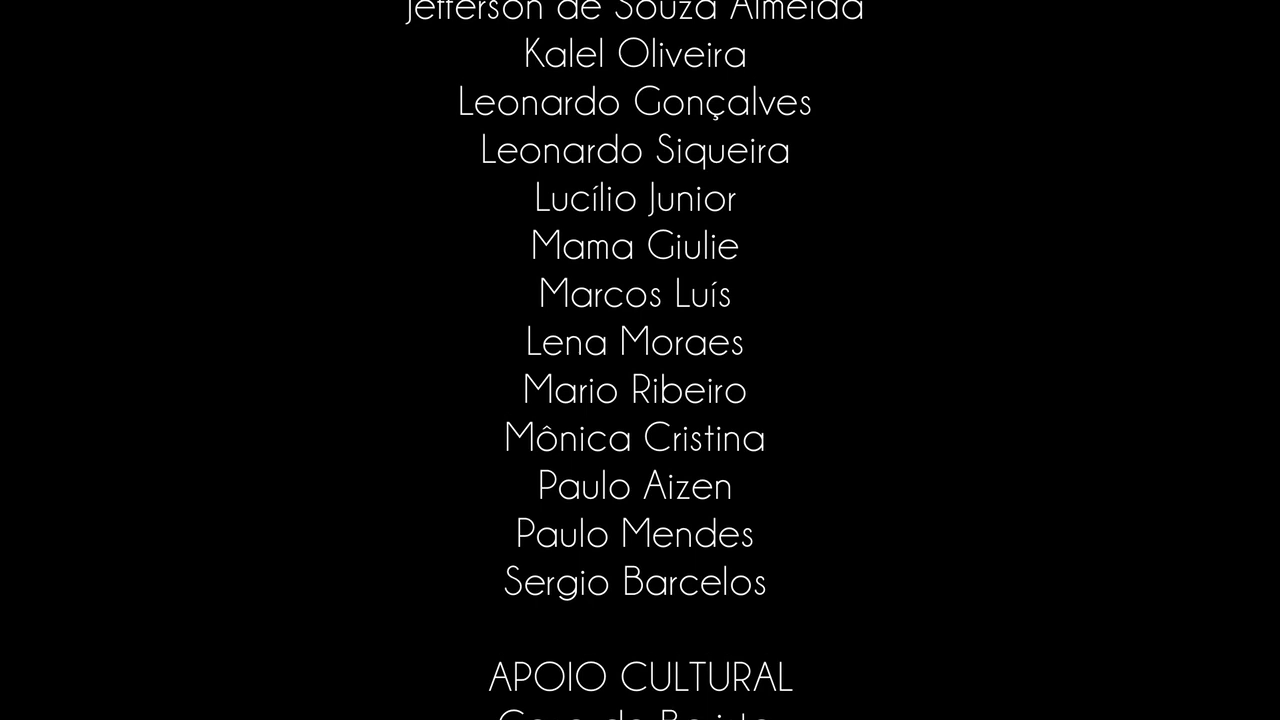 Jefferson de Souza Almeida
Kalel Oliveira
Leonardo Gonçalves
Leonardo Siqueira
Lucílio Junior
Mama Giulie
Marcos Luís
Lena Moraes
Mario Ribeiro
Mônica Cristina
Paulo Aizen
Paulo Mendes
Sergio Barcelos
APOIO CULTURAL